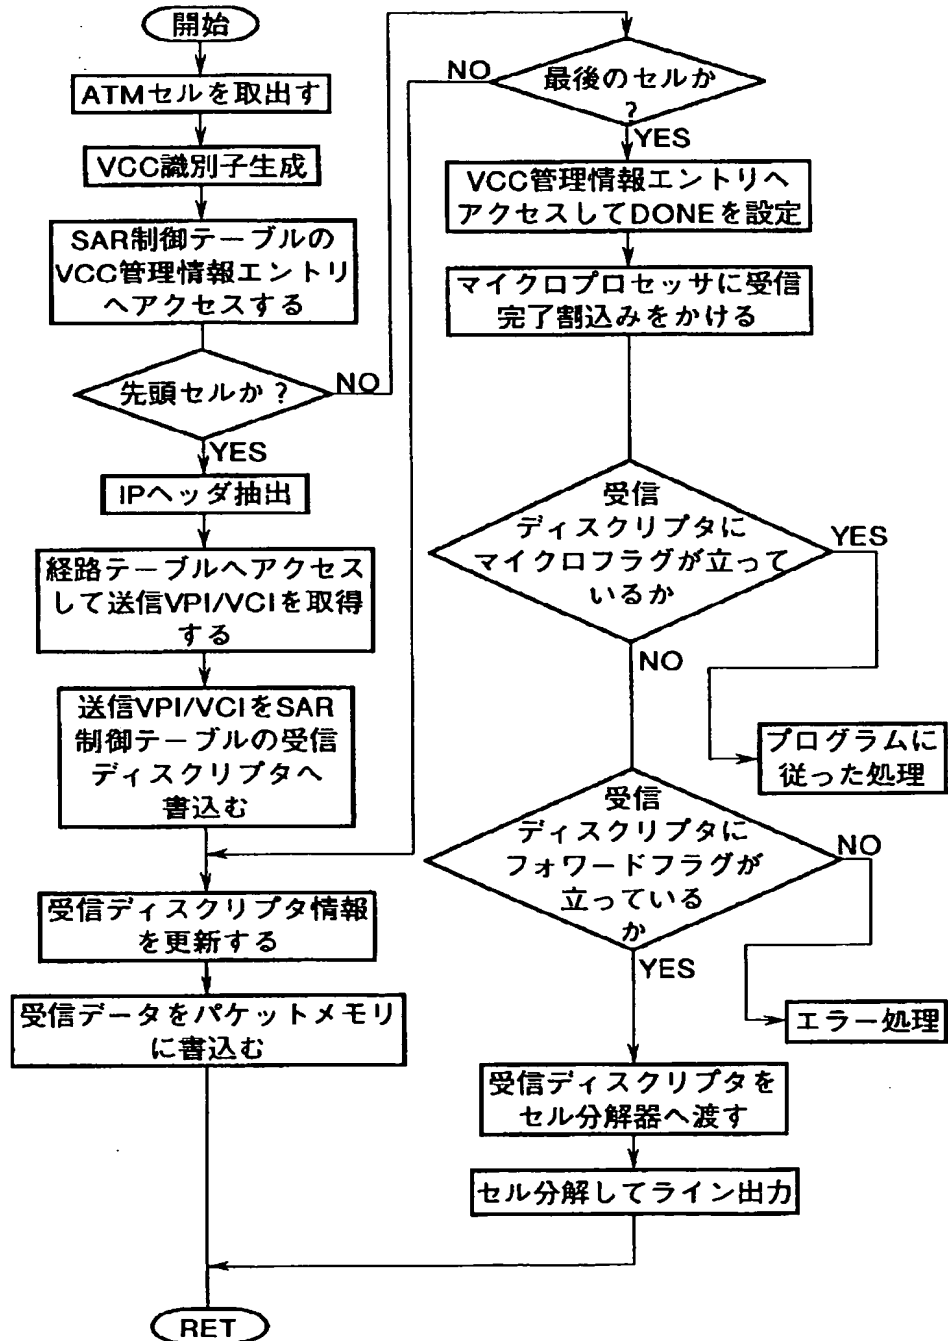 開始
ATMセルを取出す
VCC識別子生成
SAR制御テーブルの
VCC管理情報エントリ
へアクセスする
先頭セルか？
NO
YES
IPヘッダ抽出
経路テーブルへアクセス
して送信VPI/VCIを取得
する
送信VPI/VCIをSAR
制御テーブルの受信
ディスクリプタへ
書込む
受信ディスクリプタ情報
を更新する
受信データをパケットメモリ
に書込む
RET
最後のセルか
？
NO
YES
VCC管理情報エントリへ
アクセスしてDONEを設定
マイクロプロセッサに受信
完了割込みをかける
受信
ディスクリプタに
マイクロフラグが立って
いるか
YES
NO
プログラムに
従った処理
受信
ディスクリプタに
フォワードフラグが
立っている
か
NO
YES
エラー処理
受信ディスクリプタを
セル分解器へ渡す
セル分解してライン出力